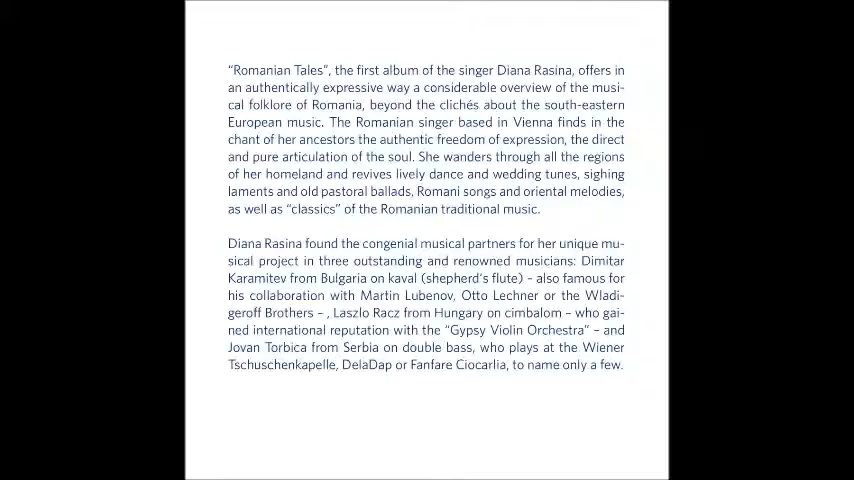 “Romanian Tales”, the first album of the singer Diana Rasina, offers in
an authentically expressive way a considerable overview of the musi-
cal folklore of Romania, beyond the clichés about the south-eastern
European music. The Romanian singer based in Vienna finds in the
chant of her ancestors the authentic freedom of expression, the direct
and pure articulation of the soul. She wanders through all the regions
of her homeland and revives lively dance and wedding tunes, sighing
laments and old pastoral ballads, Romani songs and oriental melodies,
as well as “classics” of the Romanian traditional music.
Diana Rasina found the congenial musical partners for her unique mu-
sical project in three outstanding and renowned musicians: Dimitar
Karamitev from Bulgaria on kaval (shepherd‘s flute) – also famous for
his collaboration with Martin Lubenov, Otto Lechner or the Wladi-
geroff Brothers – , Laszlo Racz from Hungary on cimbalom – who gai-
ned international reputation with the “Gypsy Violin Orchestra” – and
Jovan Torbica from Serbia on double bass, who plays at the Wiener
Tschuschenkapelle, DelaDap or Fanfare Ciocarlia, to name only a few.